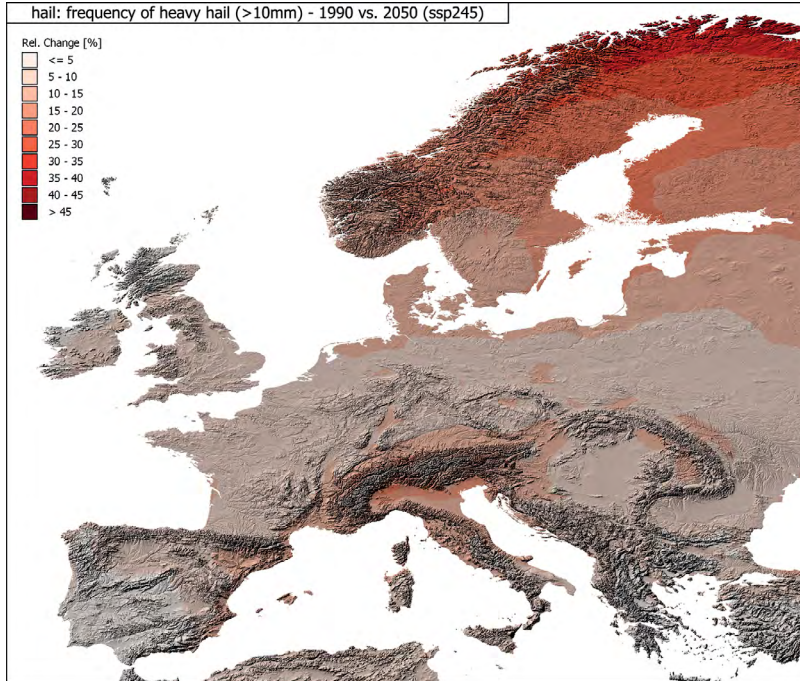 hail: frequency of heavy hail (>10mm) - 1990 vs. 2050 (ssp245)
Rel. Change [%]
<= 5
5 - 10
10 - 15
15 - 20
20 - 25
25 - 30
30 - 35
35 - 40
40 - 45
> 45